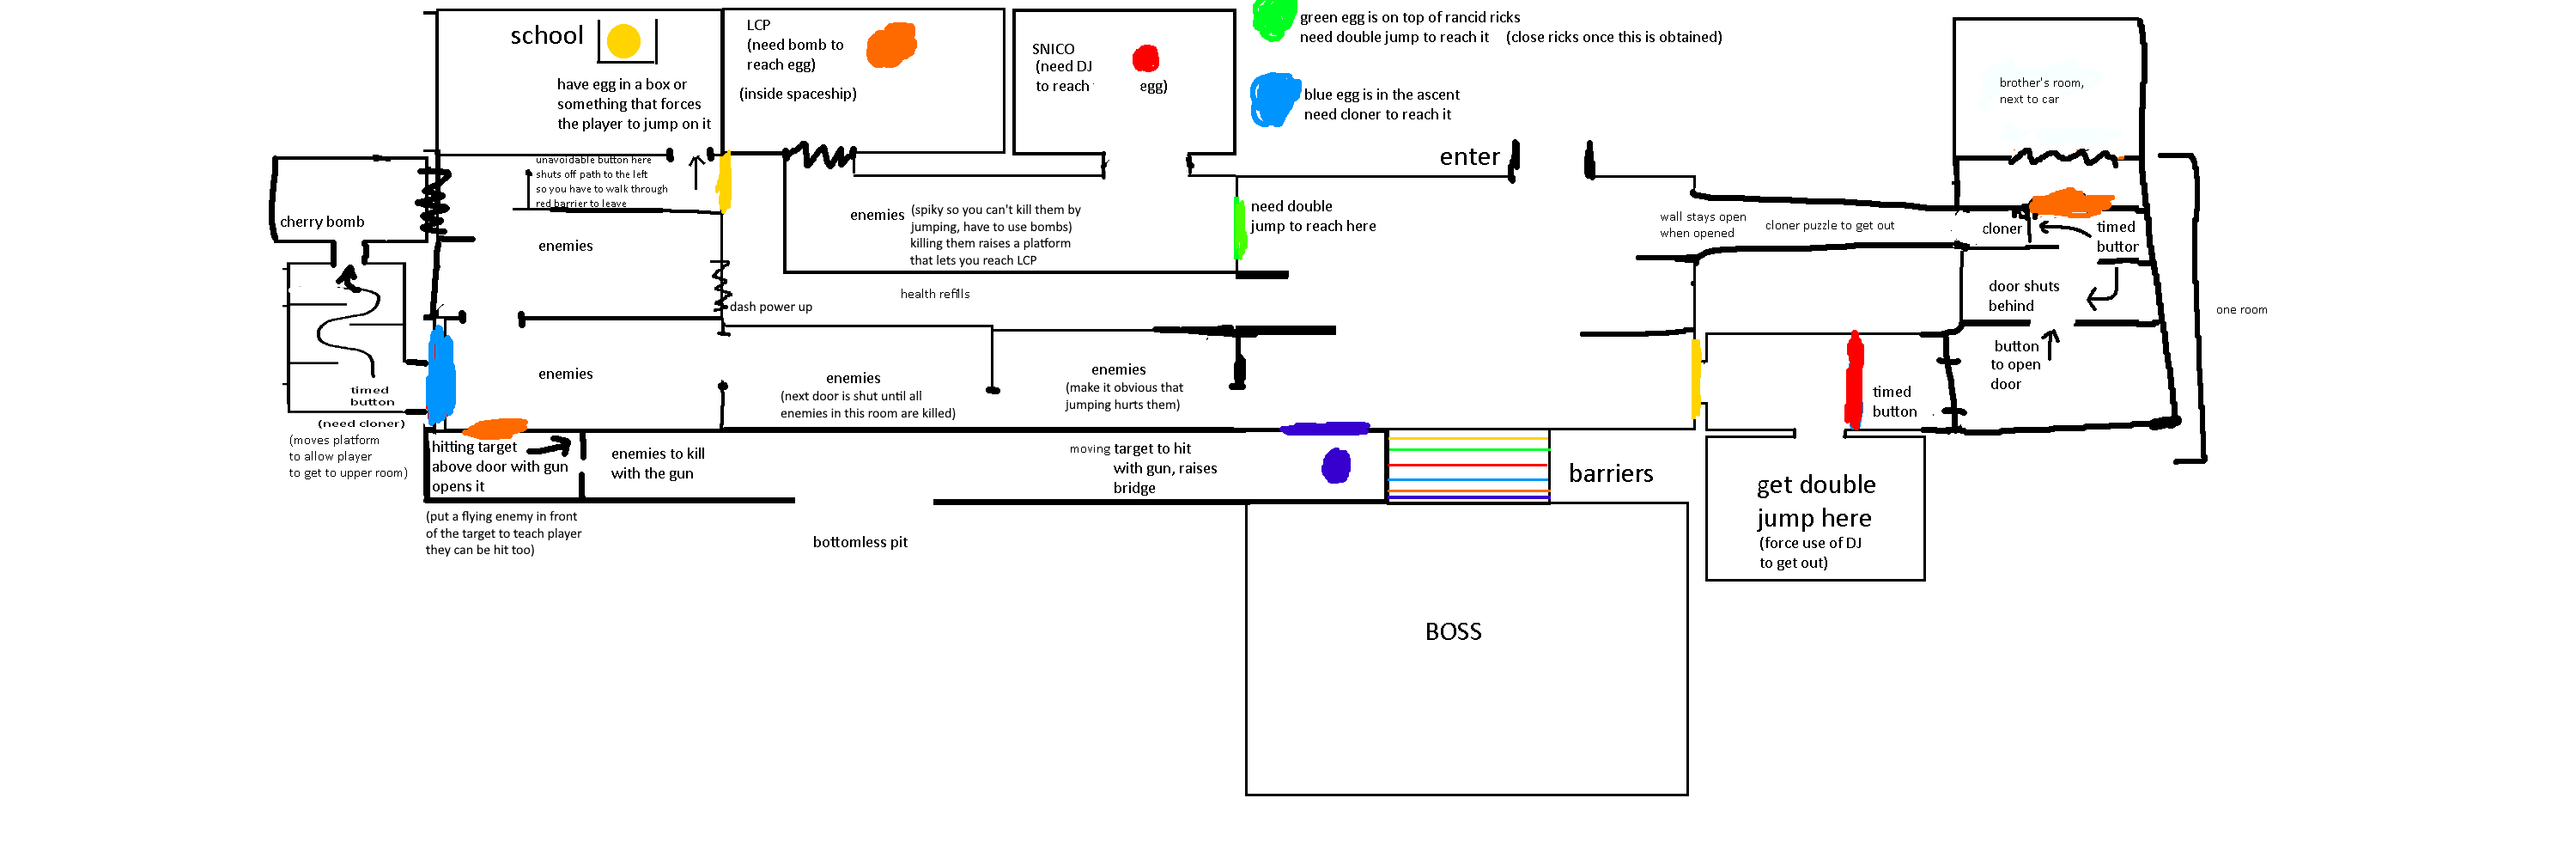 school
have egg in a box or
something that forces
the player to jump on it
LCP
(need bomb to
reach egg)
(inside spaceship)
SNICO
(need DJ
to reach egg)
green egg is on top of rancid ricks
need double jump to reach it (close ricks once this is obtained)
blue egg is in the ascent
need cloner to reach it
enter
brother's room,
next to car
unavoidable button here
shuts off path to the left
so you have to walk through
red barrier to leave
cherry bomb
enemies
enemies (spiky so you can't kill them by
jumping, have to use bombs)
killing them raises a platform
that lets you reach LCP
need double
jump to reach here
wall stays open
when opened
cloner puzzle to get out
cloner
timed
button
health refills
dash power up
door shuts
behind
one room
timed
button
(need cloner)
(moves platform
to allow player
to get to upper room)
enemies
enemies
(next door is shut until all
enemies in this room are killed)
enemies
(make it obvious that
jumping hurts them)
button
to open
door
timed
button
hitting target
above door with gun
opens it
enemies to kill
with the gun
moving target to hit
with gun, raises
bridge
barriers
get double
jump here
(force use of DJ
to get out)
(put a flying enemy in front
of the target to teach player
they can be hit too)
bottomless pit
BOSS